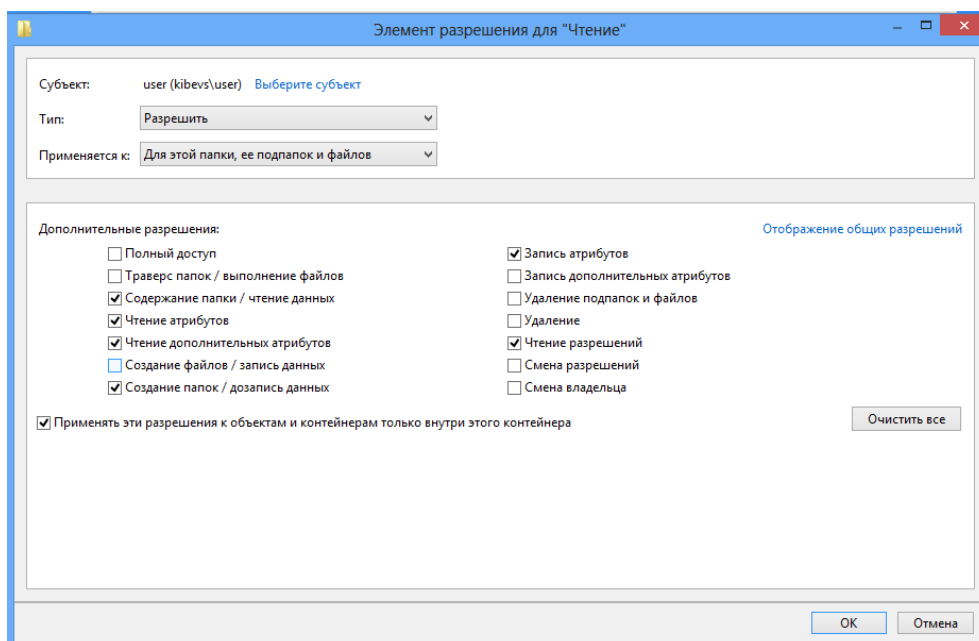 Элемент разрешения для "Чтение"
Субъект: user (kibevs\user) Выберите субъект
Тип: Разрешить
Применяется к: Для этой папки, ее подпапок и файлов
Дополнительные разрешения: Отображение общих разрешений
Полный доступ
Траверс папок / выполнение файлов
Содержание папки / чтение данных
Чтение атрибутов
Чтение дополнительных атрибутов
Создание файлов / запись данных
Создание папок / дозапись данных
Запись атрибутов
Запись дополнительных атрибутов
Удаление подпапок и файлов
Удаление
Чтение разрешений
Смена разрешений
Смена владельца
Применять эти разрешения к объектам и контейнерам только внутри этого контейнера
Очистить все
ОК Отмена